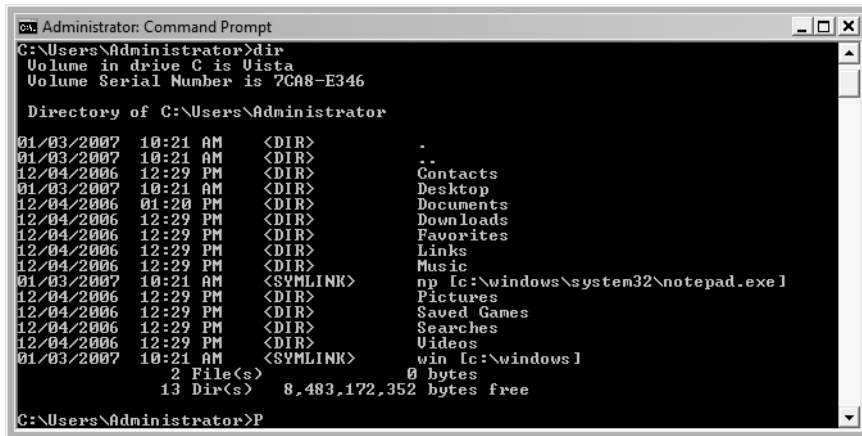 Administrator: Command Prompt
C:\Users\Administrator>dir
 Volume in drive C is Vista
 Volume Serial Number is 7CA8-E346

 Directory of C:\Users\Administrator

01/03/2007  10:21 AM    <DIR>          .
01/03/2007  10:21 AM    <DIR>          ..
12/04/2006  12:29 PM    <DIR>          Contacts
01/03/2007  10:21 AM    <DIR>          Desktop
12/04/2006  01:20 PM    <DIR>          Documents
12/04/2006  12:29 PM    <DIR>          Downloads
12/04/2006  12:29 PM    <DIR>          Favorites
12/04/2006  12:29 PM    <DIR>          Links
12/04/2006  12:29 PM    <DIR>          Music
01/03/2007  10:21 AM    <SYMLINK>      np [c:\windows\system32\notepad.exe]
12/04/2006  12:29 PM    <DIR>          Pictures
12/04/2006  12:29 PM    <DIR>          Saved Games
12/04/2006  12:29 PM    <DIR>          Searches
12/04/2006  12:29 PM    <DIR>          Videos
01/03/2007  10:21 AM    <SYMLINK>      win [c:\windows]
               2 File(s)              0 bytes
              13 Dir(s)   8,483,172,352 bytes free

C:\Users\Administrator>P